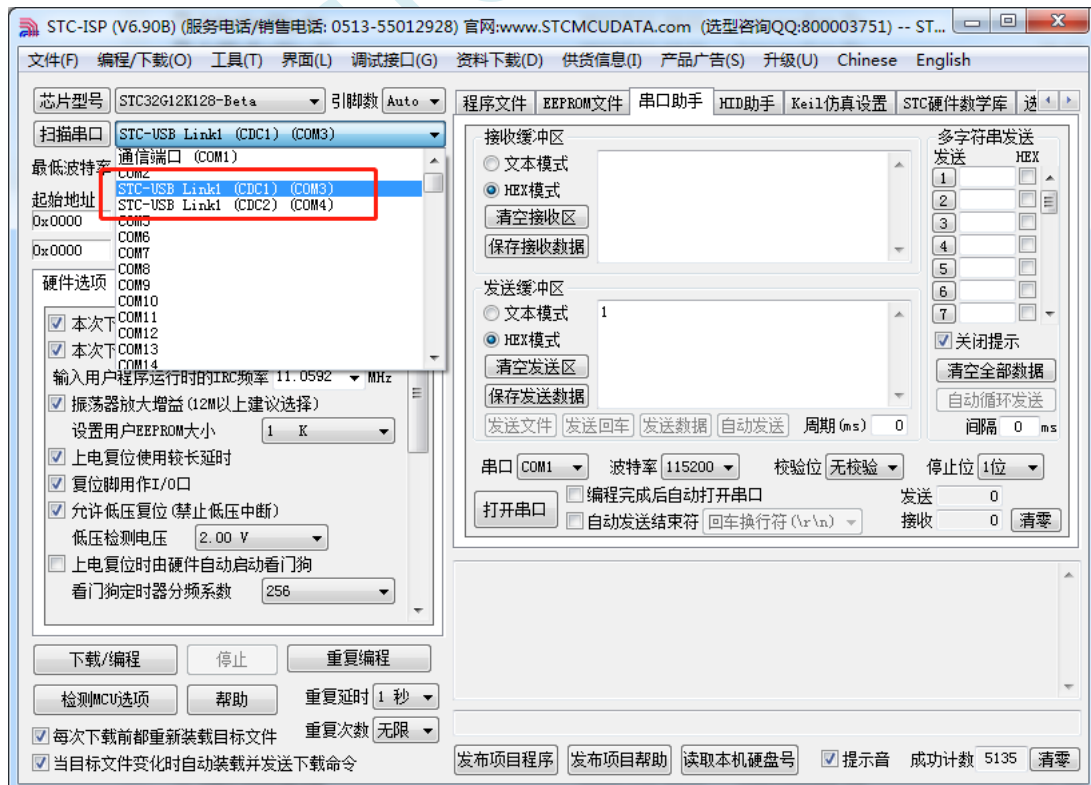 STC-ISP (V6.90B) (服务电话/销售电话: 0513-55012928) 官网:www.STCMCUDATA.com (选型咨询QQ:800003751) -- ST...
文件(F) 编程/下载(O) 工具(T) 界面(L) 调试接口(G) 资料下载(D) 供货信息(I) 产品广告(S) 升级(U) Chinese English
芯片型号 STC32G12K128-Beta 引脚数 Auto
扫描串口 STC-USB Link1 (CDC1) (COM3)
通信端口 (COM1)
最低波特率 COM2
STC-USB Link1 (CDC1) (COM3)
起始地址 STC-USB Link1 (CDC2) (COM4)
0x0000 COM5
COM6
0x0000 COM7
COM8
硬件选项 COM9
COM10
本次下 COM11
COM12
本次下 COM13
COM14
输入用户程序运行时的IRC频率 11.0592 MHz
振荡器放大增益(12M以上建议选择)
设置用户EEPROM大小 1 K
上电复位使用较长延时
复位脚用作I/O口
允许低压复位(禁止低压中断)
低压检测电压 2.00 V
上电复位时由硬件自动启动看门狗
看门狗定时器分频系数 256
下载/编程 停止 重复编程
检测MCU选项 帮助 重复延时 1 秒
每次下载前都重新装载目标文件 重复次数 无限
当目标文件变化时自动装载并发送下载命令
程序文件 EEPROM文件 串口助手 HID助手 Keil仿真设置 STC硬件数学库 选
接收缓冲区
文本模式
HEX模式
清空接收区
保存接收数据
发送缓冲区
文本模式 1
HEX模式
清空发送区
保存发送数据
发送文件 发送回车 发送数据 自动发送 周期(ms) 0
多字符串发送
发送 HEX
1
2
3
4
5
6
7
关闭提示
清空全部数据
自动循环发送
间隔 0 ms
串口 COM1 波特率 115200 校验位 无校验 停止位 1位
打开串口 编程完成后自动打开串口 发送 0
自动发送结束符 回车换行符(\r\n) 接收 0 清零
发布项目程序 发布项目帮助 读取本机硬盘号 提示音 成功计数 5135 清零